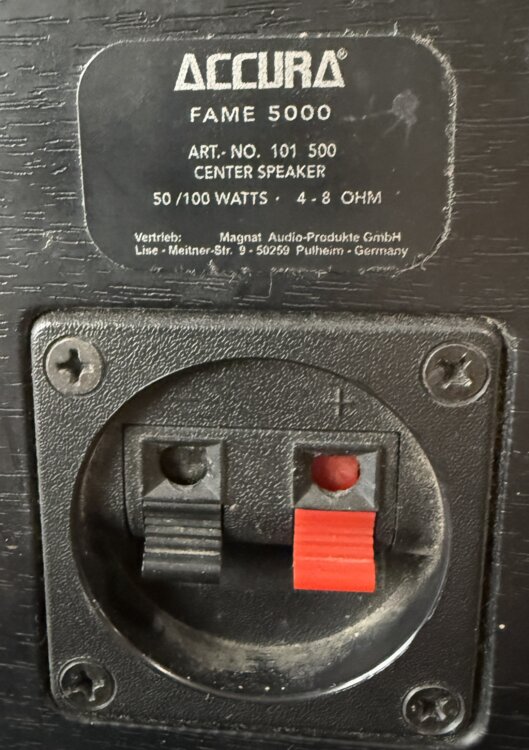 ACCURA®
FAME 5000
ART.-NO. 101 500
CENTER SPEAKER
50/100 WATTS · 4-8 OHM
Vertrieb: Magnat Audio-Produkte GmbH
Lise-Meitner-Str. 9-50259 Pulheim-Germany
- +